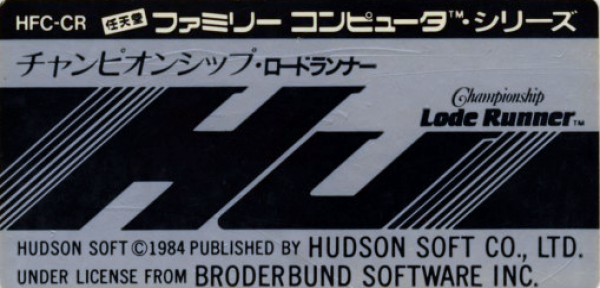 HFC-CR 任天堂 ファミリー コンピュータ™・シリーズ
チャンピオンシップ・ロードランナー
Championship
Lode Runner™
HU
HUDSON SOFT ©1984 PUBLISHED BY HUDSON SOFT CO., LTD.
UNDER LICENSE FROM BRODERBUND SOFTWARE INC.